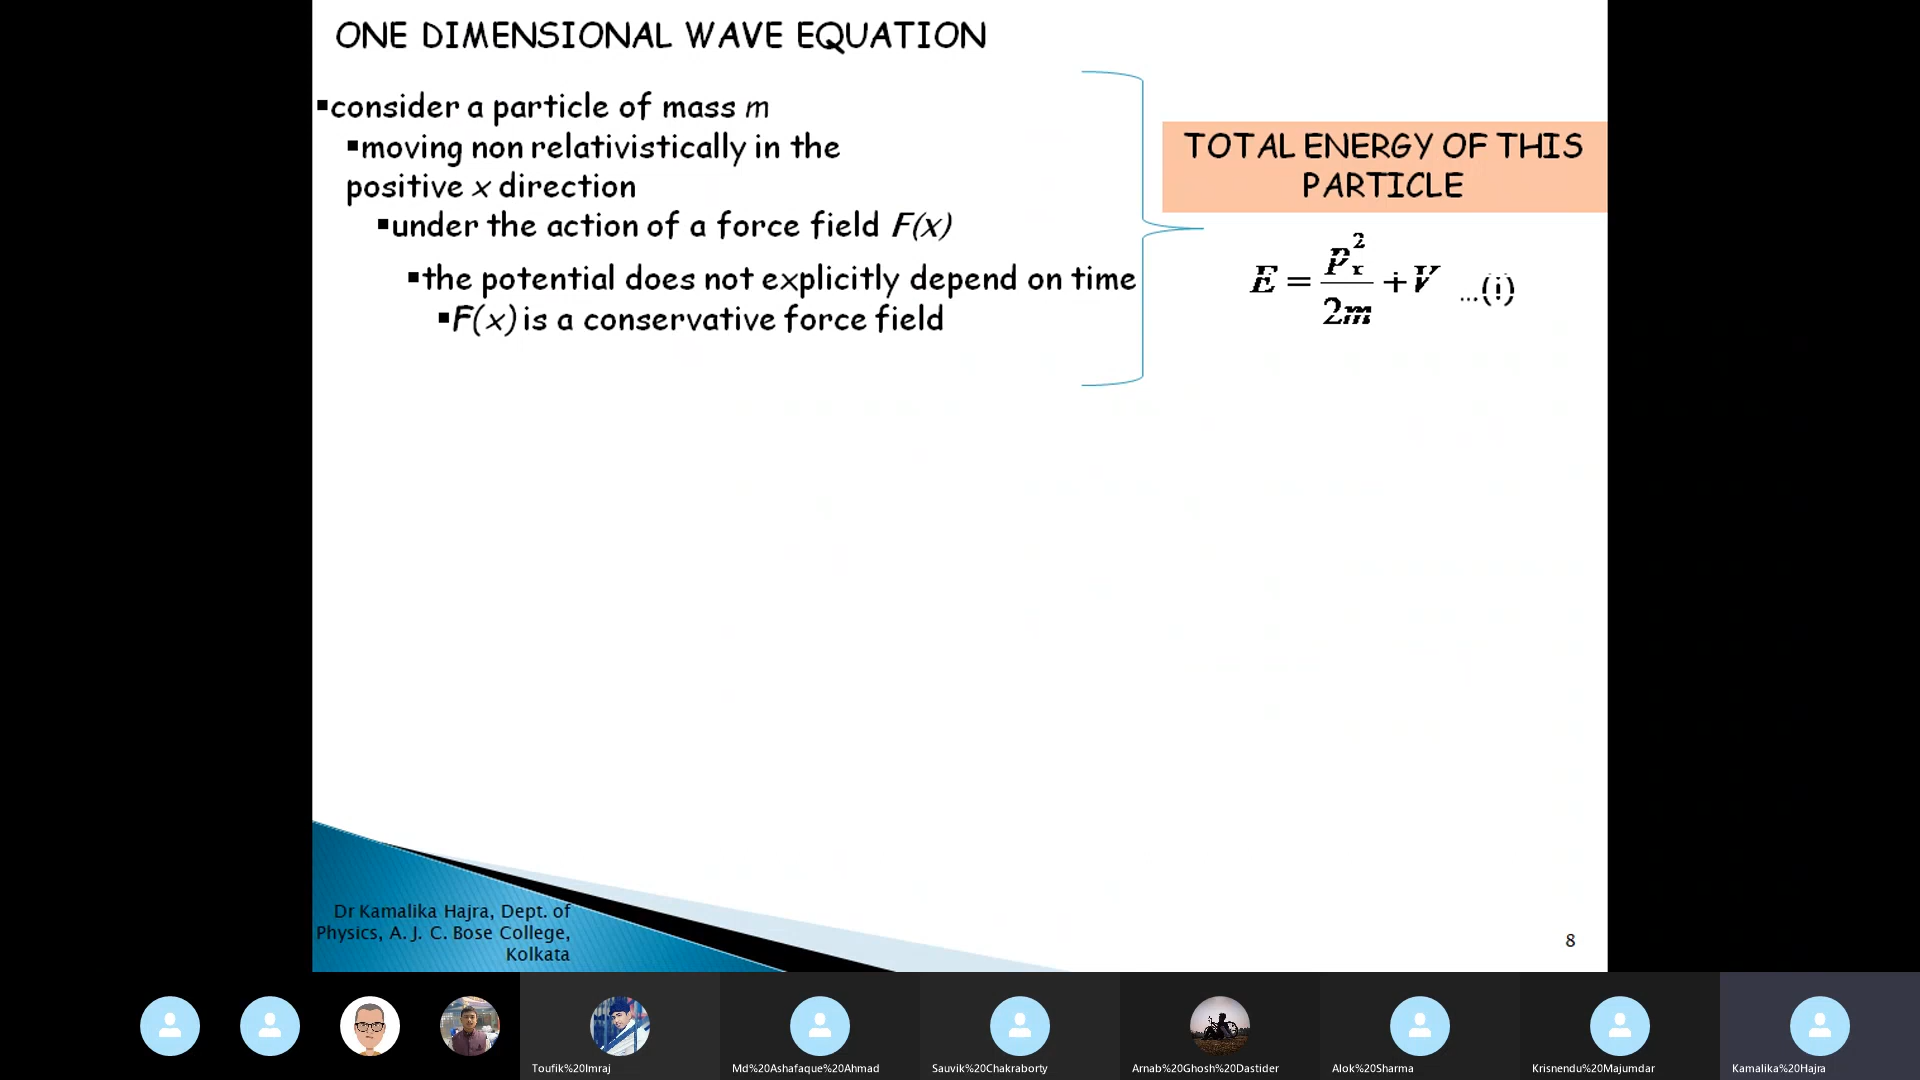 ONE DIMENSIONAL WAVE EQUATION
▪consider a particle of mass m
▪moving non relativistically in the
positive x direction
▪under the action of a force field F(x)
▪the potential does not explicitly depend on time
▪F(x) is a conservative force field
TOTAL ENERGY OF THIS
PARTICLE
E = p_x^2/2m + V ...(i)
Dr Kamalika Hajra, Dept. of
Physics, A. J. C. Bose College,
Kolkata
8
Toufik%20Imraj
Md%20Ashafaque%20Ahmad
Sauvik%20Chakraborty
Arnab%20Ghosh%20Dastider
Alok%20Sharma
Krisnendu%20Majumdar
Kamalika%20Hajra